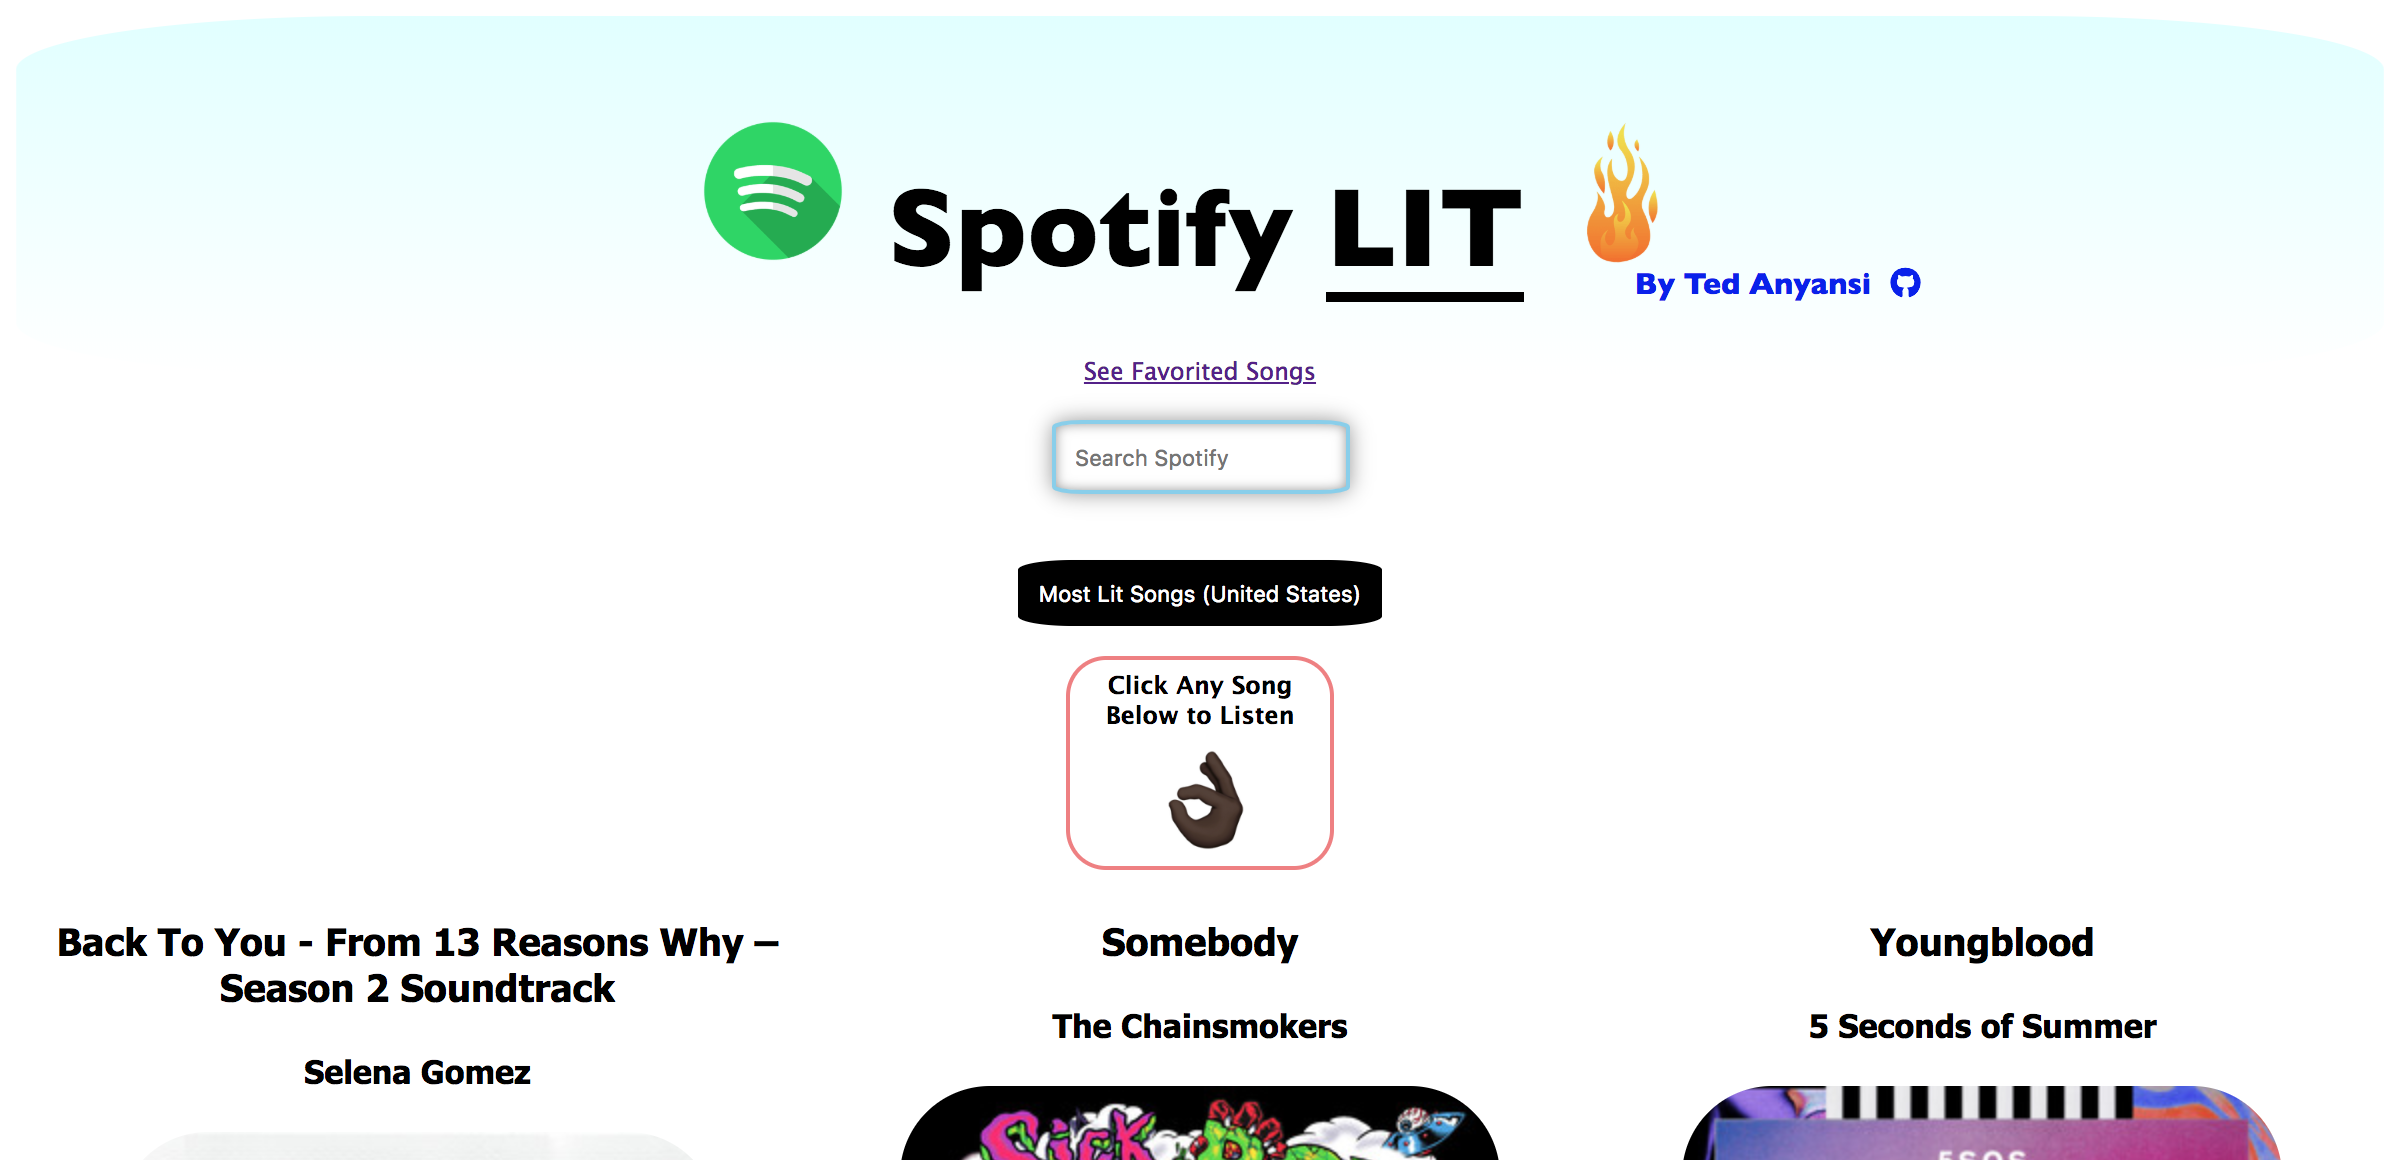 Spotify LIT
By Ted Anyansi
See Favorited Songs
Search Spotify
Most Lit Songs (United States)
Click Any Song
Below to Listen
Back To You - From 13 Reasons Why –
Season 2 Soundtrack
Selena Gomez
Somebody
The Chainsmokers
Sick
Youngblood
5 Seconds of Summer
5SOS